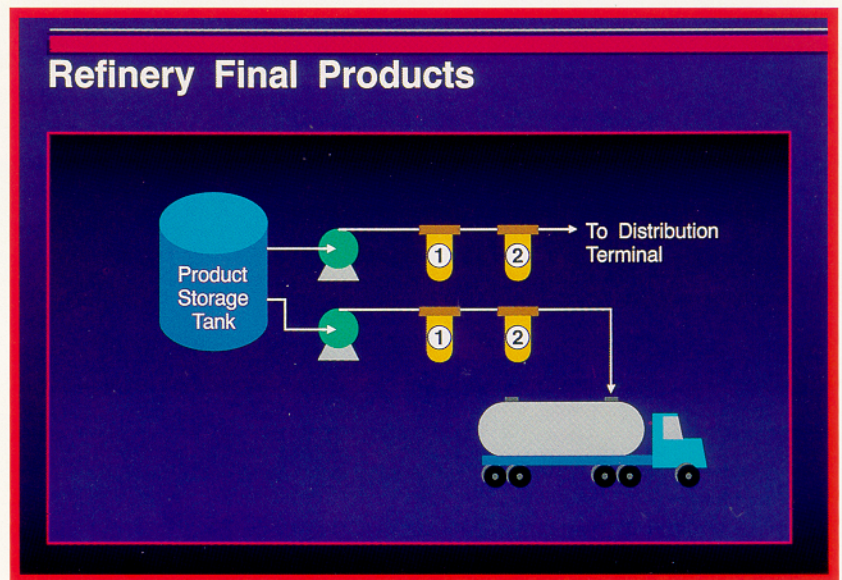 Refinery Final Products
Product
Storage
Tank
1
2
To Distribution
Terminal
1
2